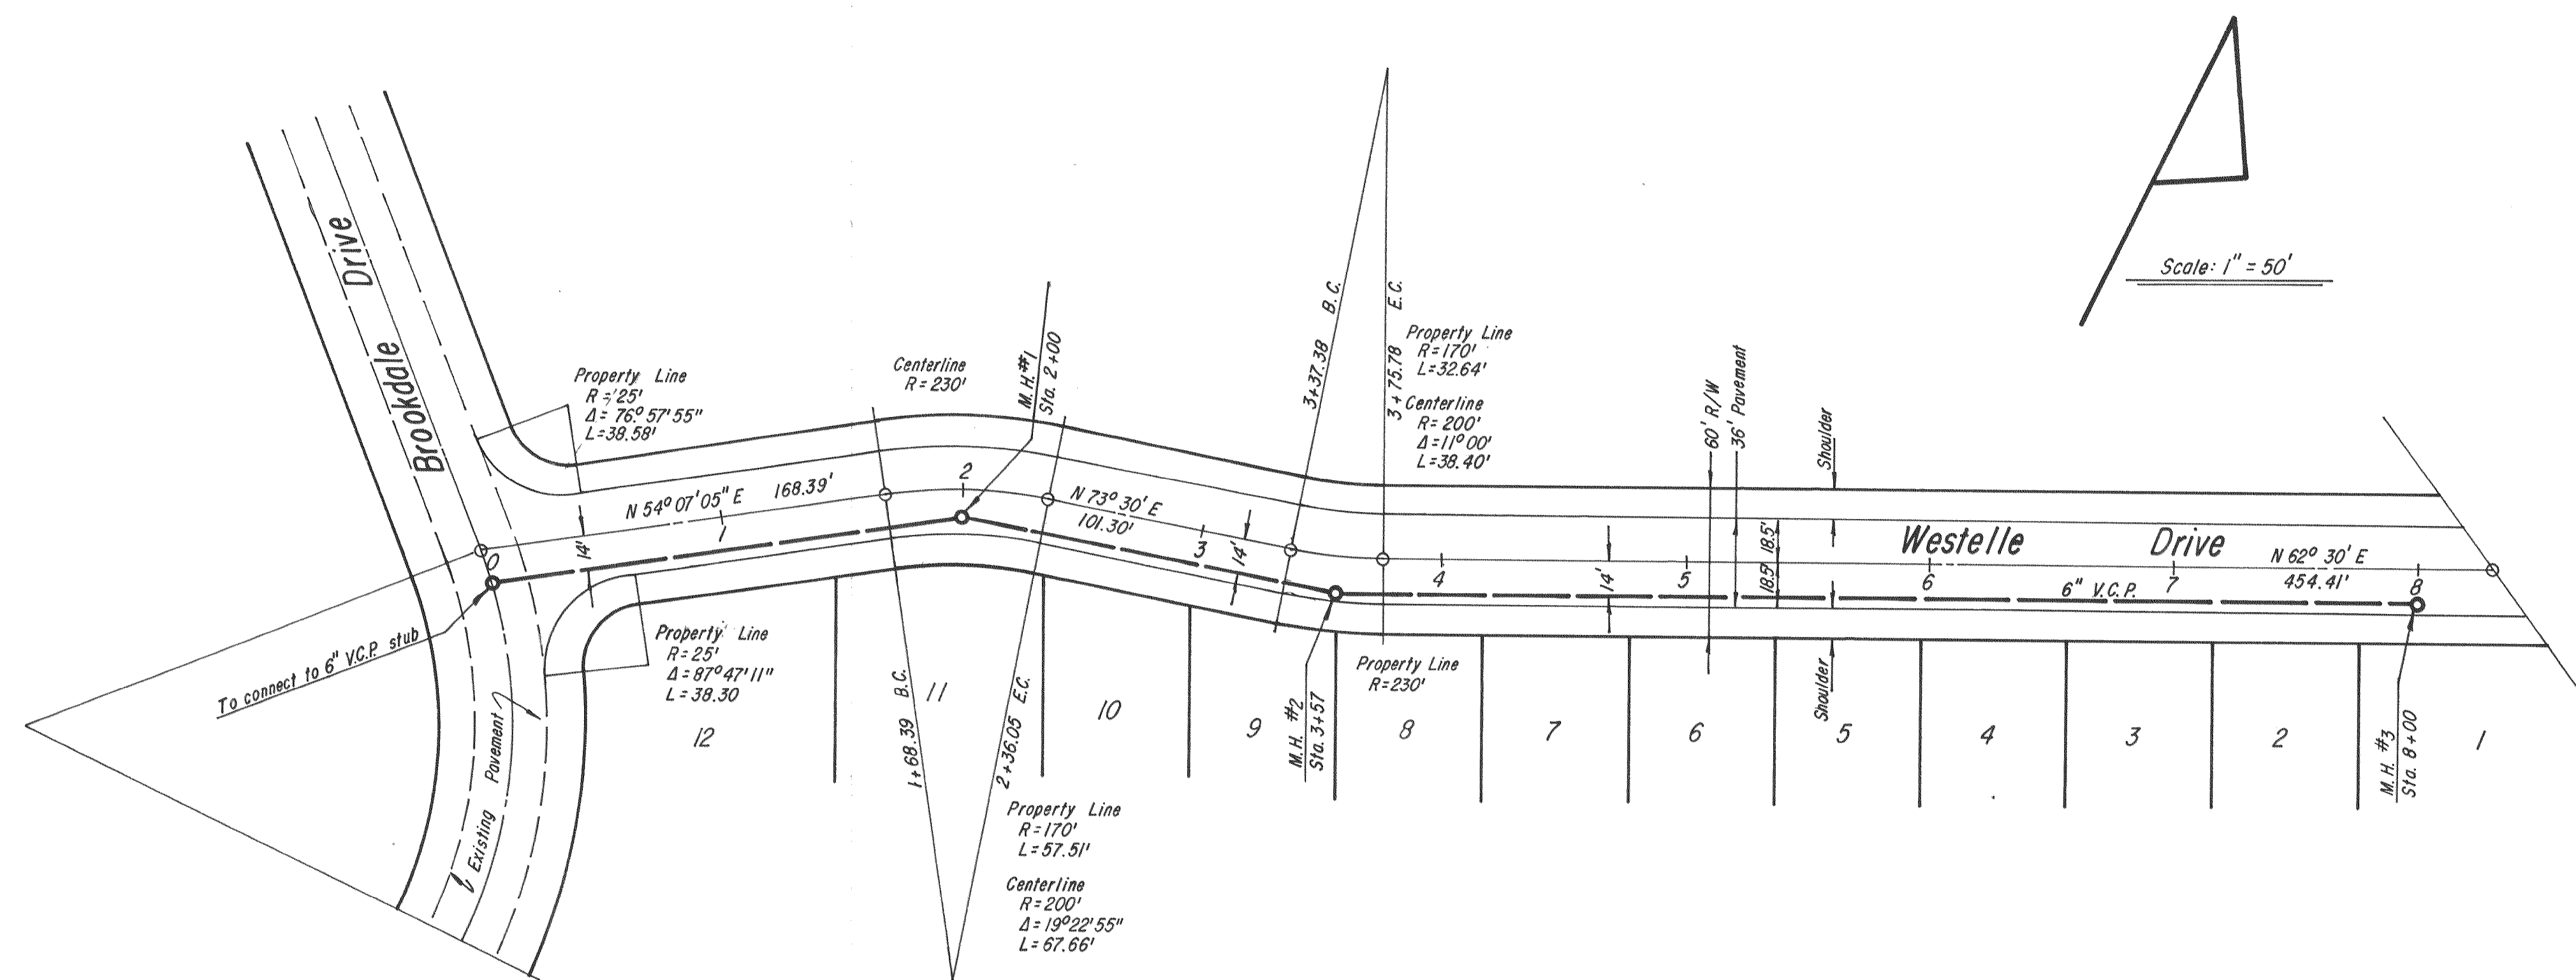 Brookdale Drive
Scale: 1" = 50'
Property Line
R = 25'
Δ = 76° 57' 55"
L = 38.58'
Centerline
R = 230'
M.H. #1
Sta. 2+00
3+37.38 B.C.
3+75.78 E.C.
Property Line
R = 170'
L = 32.64'
Centerline
R = 200'
Δ = 11° 00'
L = 38.40'
60' R/W
36' Pavement
Shoulder
N 54° 07' 05" E 168.39'
2
N 73° 30' E
101.30'
0
14'
1
3
14'
4
14'
5
18.5' 18.5'
Westelle Drive
6
6" V.C.P.
7
N 62° 30' E
454.41'
8
To connect to 6" V.C.P. stub
Existing Pavement
Property Line
R = 25'
Δ = 87° 47' 11"
L = 38.30
12
1+68.39 B.C.
11
2+36.05 E.C.
10
9
M.H. #2
Sta. 3+57
Property Line
R = 230'
8
7
6
Shoulder
5
4
3
2
M.H. #3
Sta. 8+00
1
Property Line
R = 170'
L = 57.51'
Centerline
R = 200'
Δ = 19° 22' 55"
L = 67.66'